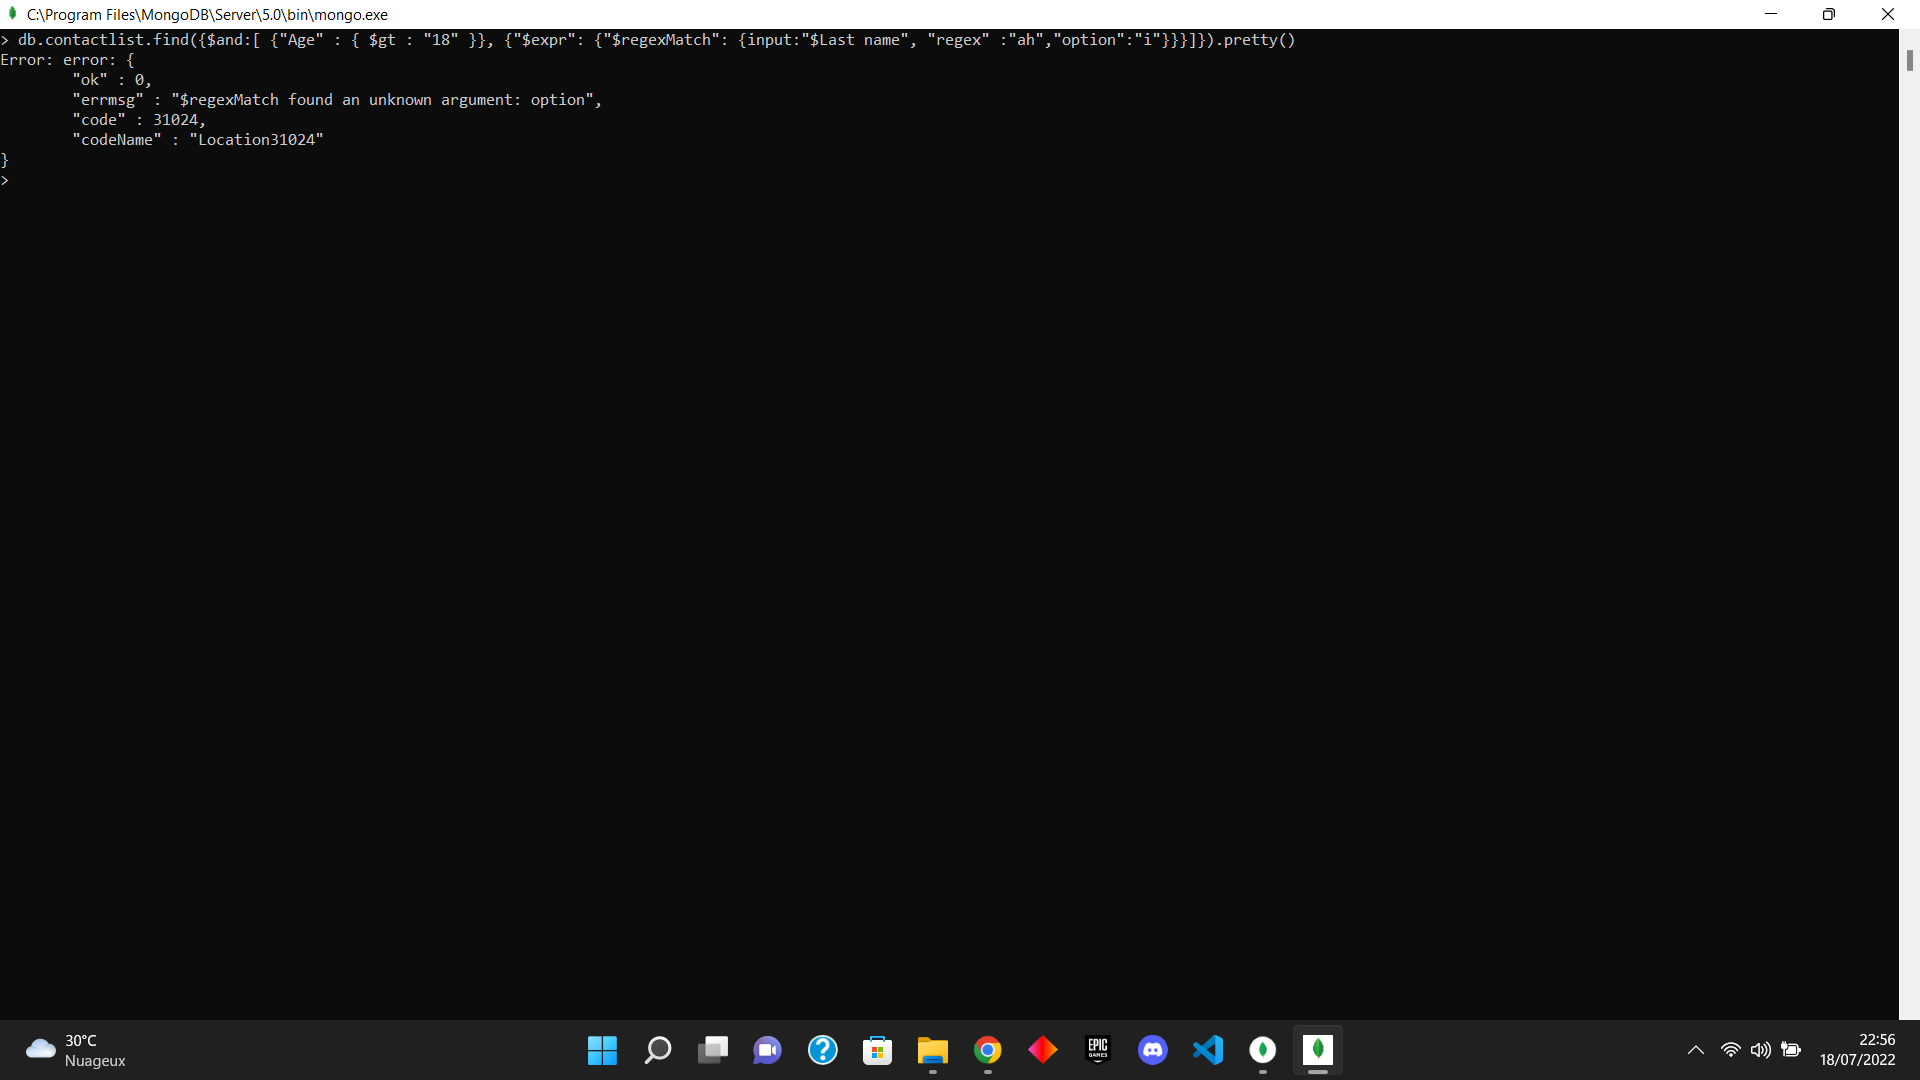 C:\Program Files\MongoDB\Server\5.0\bin\mongo.exe
> db.contactlist.find({$and:[ {"Age" : { $gt : "18" }}, {"$expr": {"$regexMatch": {input:"$Last name", "regex" :"ah","option":"i"}}}]}).pretty()
Error: error: {
        "ok" : 0,
        "errmsg" : "$regexMatch found an unknown argument: option",
        "code" : 31024,
        "codeName" : "Location31024"
}
>
30°C
Nuageux
EPIC
GAMES
22:56
18/07/2022